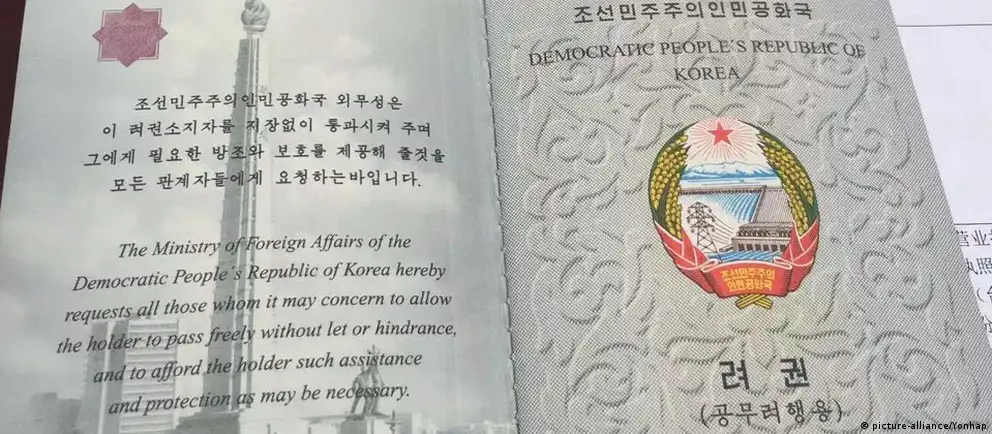 조선민주주의인민공화국 외무성은
이 려권소지자를 지장없이 통과시켜 주며
그에게 필요한 방조와 보호를 제공해 줄것을
모든 관계자들에게 요청하는바입니다.
The Ministry of Foreign Affairs of the
Democratic People´s Republic of Korea hereby
requests all those whom it may concern to allow
the holder to pass freely without let or hindrance,
and to afford the holder such assistance
and protection as may be necessary.
조선민주주의인민공화국
DEMOCRATIC PEOPLE´S REPUBLIC OF
KOREA
조선민주주의
인민공화국
려 권
(공무려행용)
营业
执照
© picture-alliance/Yonhap